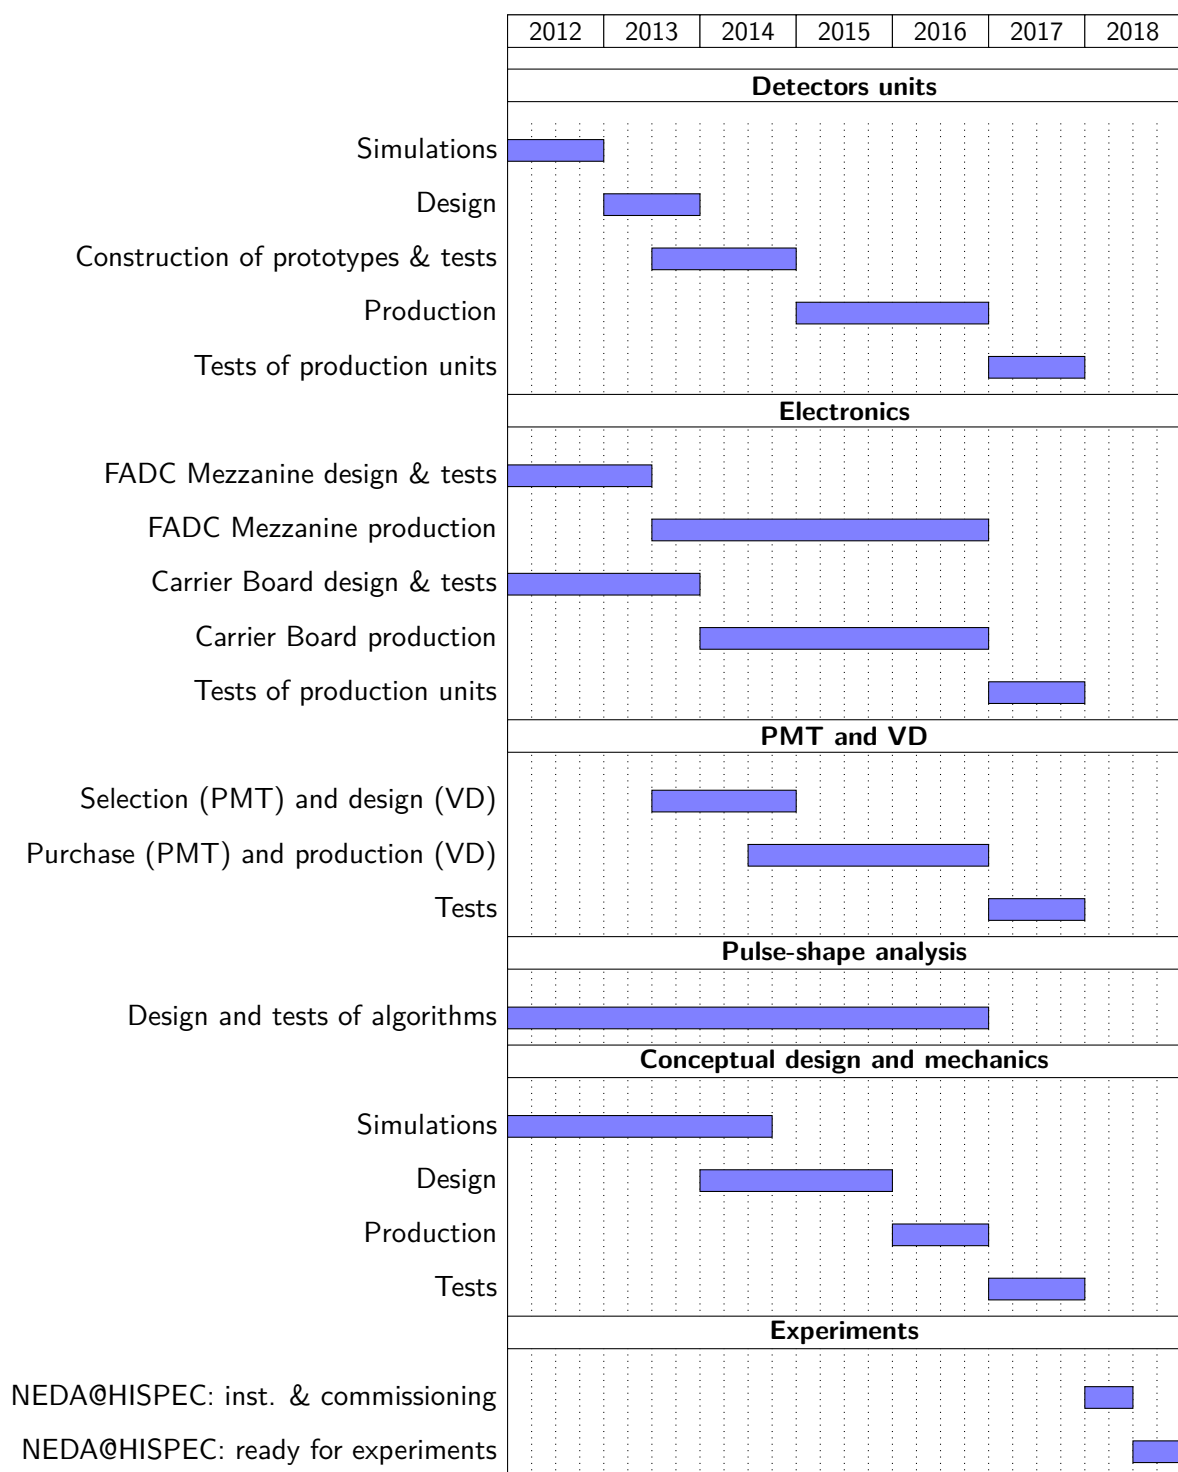 2012 2013 2014 2015 2016 2017 2018
Detectors units
Simulations
Design
Construction of prototypes & tests
Production
Tests of production units
Electronics
FADC Mezzanine design & tests
FADC Mezzanine production
Carrier Board design & tests
Carrier Board production
Tests of production units
PMT and VD
Selection (PMT) and design (VD)
Purchase (PMT) and production (VD)
Tests
Pulse-shape analysis
Design and tests of algorithms
Conceptual design and mechanics
Simulations
Design
Production
Tests
Experiments
NEDA@HISPEC: inst. & commissioning
NEDA@HISPEC: ready for experiments